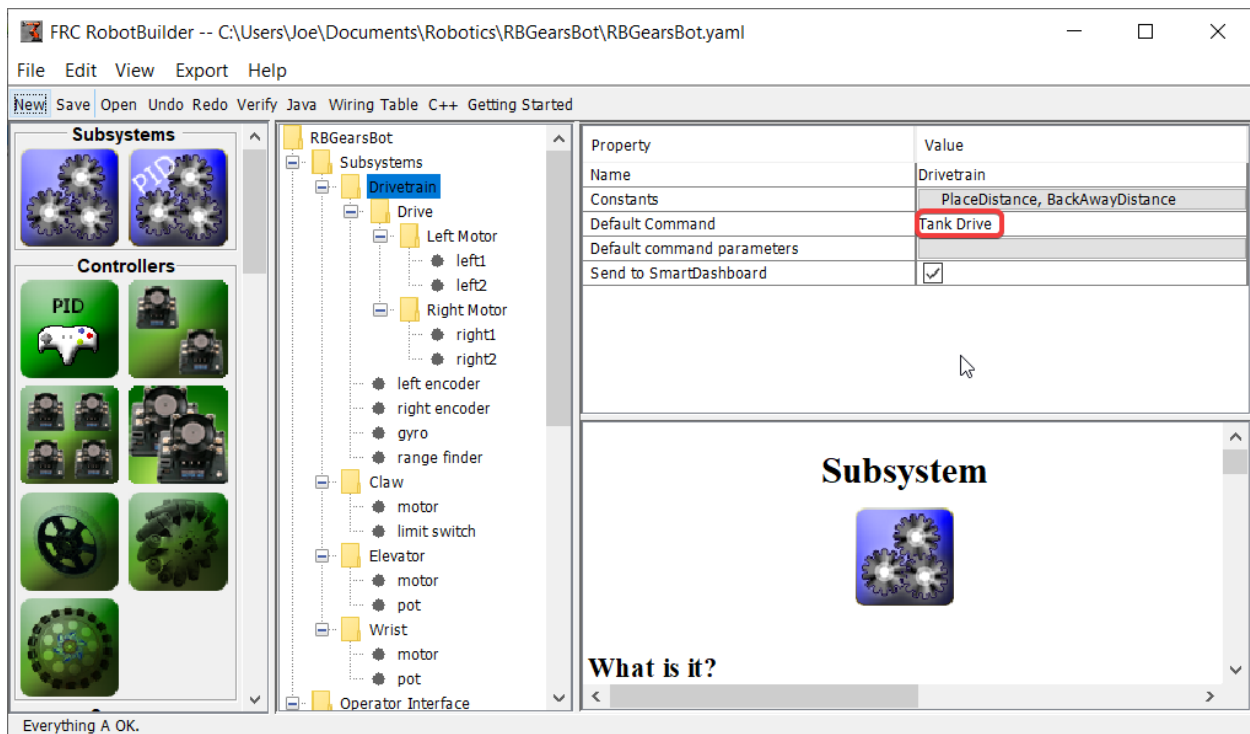 FRC RobotBuilder -- C:\Users\Joe\Documents\Robotics\RBGearsBot\RBGearsBot.yaml
File Edit View Export Help
New Save Open Undo Redo Verify Java Wiring Table C++ Getting Started
Subsystems
PID
Controllers
PID
RBGearsBot
Subsystems
Drivetrain
Drive
Left Motor
left1
left2
Right Motor
right1
right2
left encoder
right encoder
gyro
range finder
Claw
motor
limit switch
Elevator
motor
pot
Wrist
motor
pot
Operator Interface
Property Value
Name Drivetrain
Constants PlaceDistance, BackAwayDistance
Default Command Tank Drive
Default command parameters
Send to SmartDashboard
Subsystem
What is it?
Everything A OK.